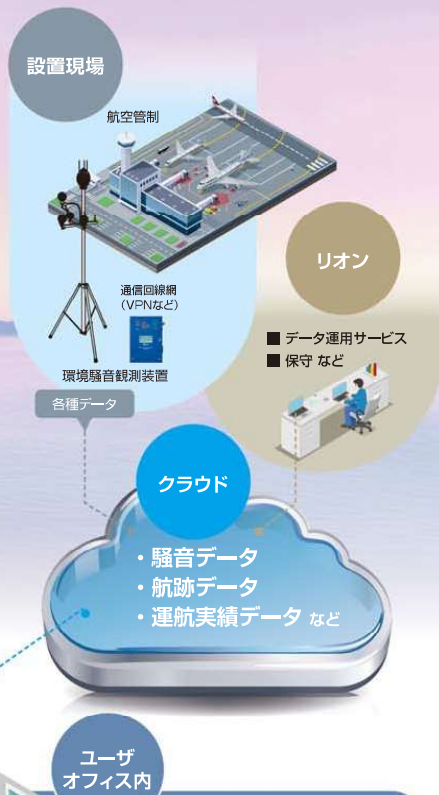 設置現場
航空管制
通信回線網
(VPNなど)
環境騒音観測装置
各種データ
リオン
■ データ運用サービス
■ 保守 など
クラウド
・騒音データ
・航跡データ
・運航実績データ など
ユーザ
オフィス内